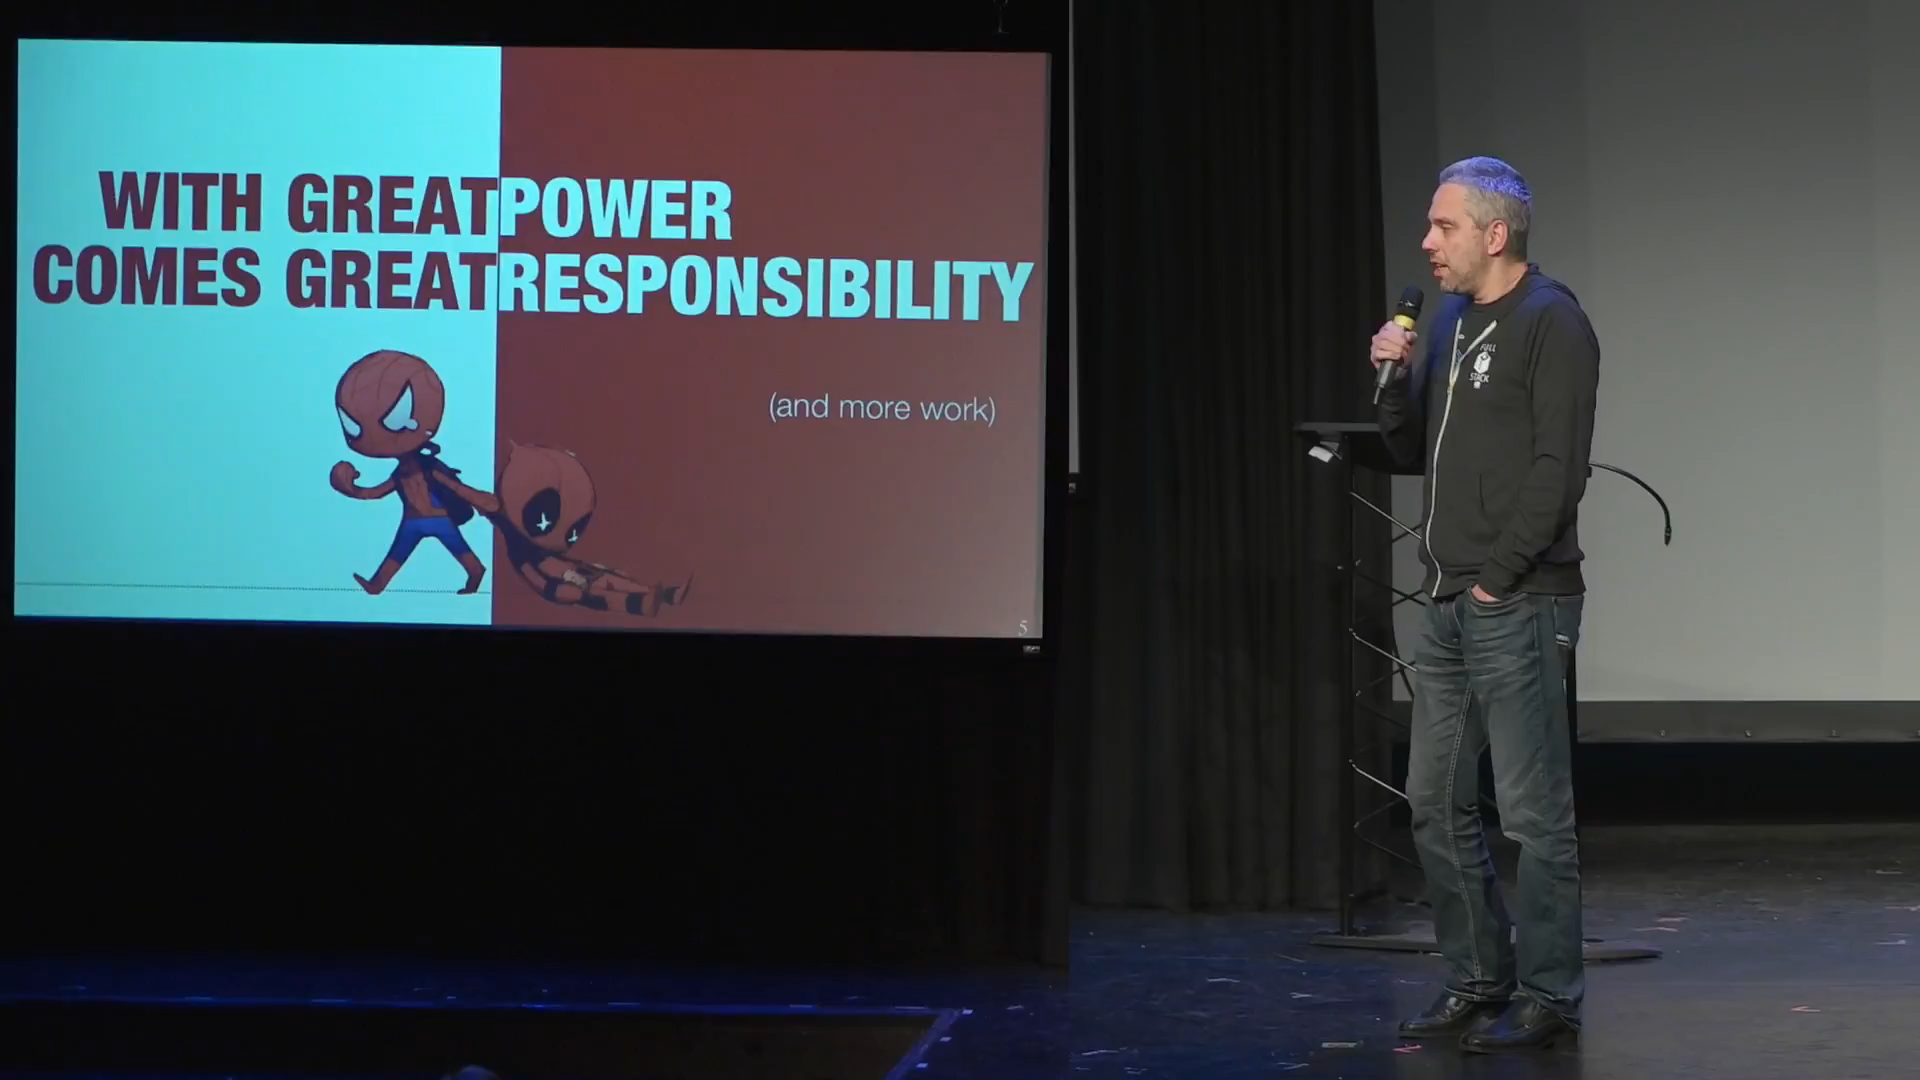 WITH GREAT POWER
COMES GREAT RESPONSIBILITY
(and more work)
5
FULL
STACK